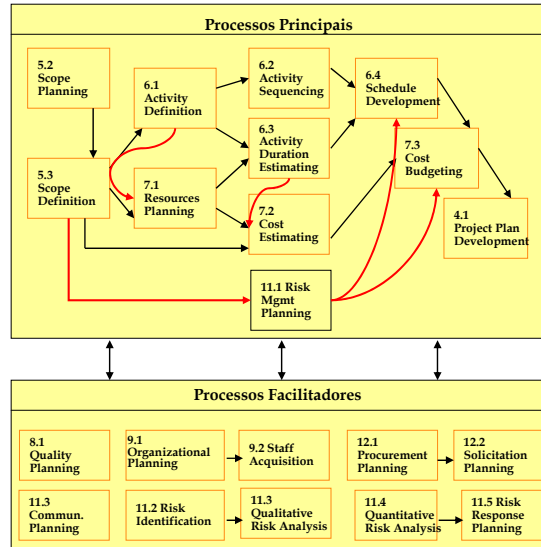 Processos Principais
5.2
Scope
Planning
6.1
Activity
Definition
6.2
Activity
Sequencing
6.4
Schedule
Development
6.3
Activity
Duration
Estimating
7.3
Cost
Budgeting
5.3
Scope
Definition
7.1
Resources
Planning
7.2
Cost
Estimating
4.1
Project Plan
Development
11.1 Risk
Mgmt
Planning
Processos Facilitadores
8.1
Quality
Planning
9.1
Organizational
Planning
9.2 Staff
Acquisition
12.1
Procurement
Planning
12.2
Solicitation
Planning
11.3
Commun.
Planning
11.2 Risk
Identification
11.3
Qualitative
Risk Analysis
11.4
Quantitative
Risk Analysis
11.5 Risk
Response
Planning